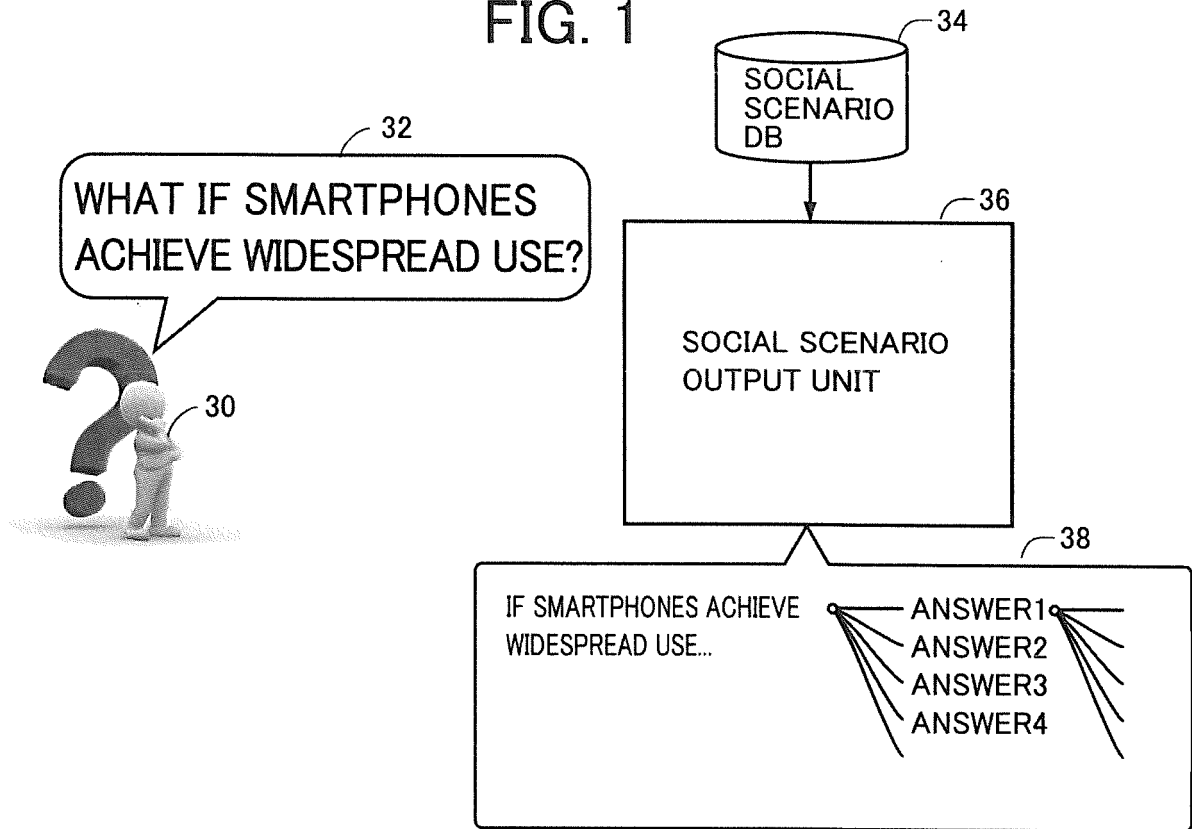 FIG. 1
34
SOCIAL
SCENARIO
DB
32
WHAT IF SMARTPHONES
ACHIEVE WIDESPREAD USE?
36
SOCIAL SCENARIO
OUTPUT UNIT
?
30
38
IF SMARTPHONES ACHIEVE
WIDESPREAD USE...
ANSWER1
ANSWER2
ANSWER3
ANSWER4